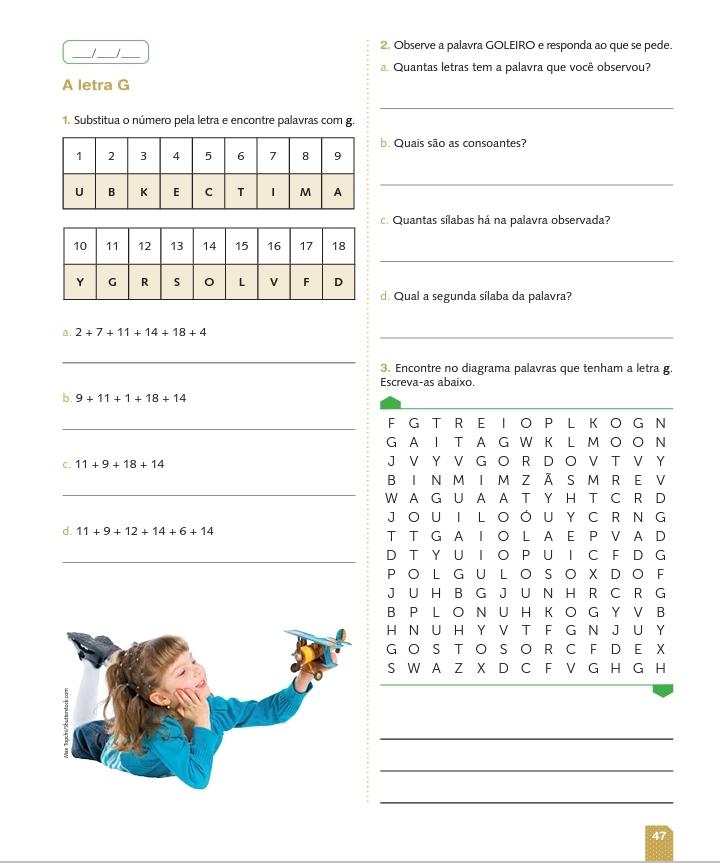 ___/___/___
A letra G
1. Substitua o número pela letra e encontre palavras com g.
1 2 3 4 5 6 7 8 9
U B K E C T I M A
10 11 12 13 14 15 16 17 18
Y G R S O L V F D
a. 2 + 7 + 11 + 14 + 18 + 4
b. 9 + 11 + 1 + 18 + 14
c. 11 + 9 + 18 + 14
d. 11 + 9 + 12 + 14 + 6 + 14
Max Topchii/Shutterstock.com
2. Observe a palavra GOLEIRO e responda ao que se pede.
a. Quantas letras tem a palavra que você observou?
b. Quais são as consoantes?
c. Quantas sílabas há na palavra observada?
d. Qual a segunda sílaba da palavra?
3. Encontre no diagrama palavras que tenham a letra g.
Escreva-as abaixo.
F G T R E I O P L K O G N
G A I T A G W K L M O O N
J V Y V G O R D O V T V Y
B I N M I M Z Ã S M R E V
W A G U A A T Y H T C R D
J O U I L O Ó U Y C R N G
T T G A I O L A E P V A D
D T Y U I O P U I C F D G
P O L G U L O S O X D O F
J U H B G J U N H R C R G
B P L O N U H K O G Y V B
H N U H Y V T F G N J U Y
G O S T O S O R C F D E X
S W A Z X D C F V G H G H
47